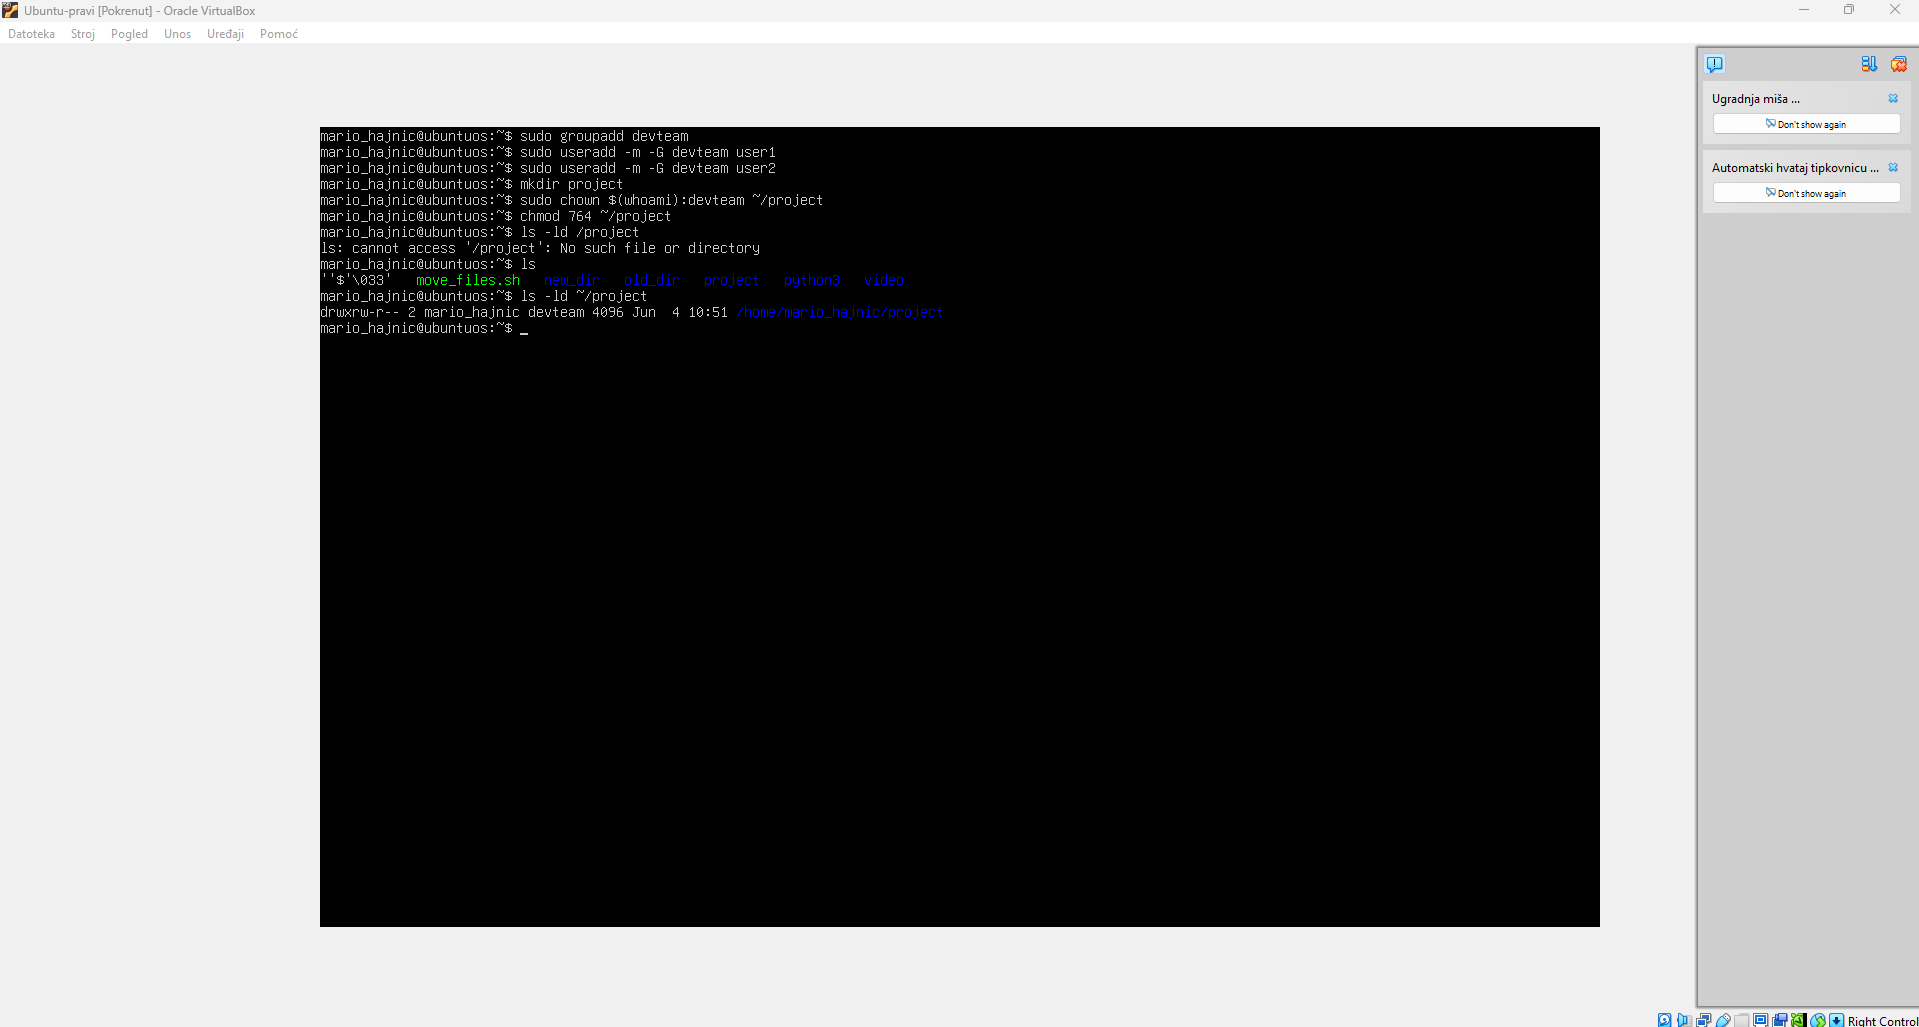 Ubuntu-pravi [Pokrenut] - Oracle VirtualBox
Datoteka Stroj Pogled Unos Uređaji Pomoć
mario_hajnic@ubuntuos:~$ sudo groupadd devteam
mario_hajnic@ubuntuos:~$ sudo useradd -m -G devteam user1
mario_hajnic@ubuntuos:~$ sudo useradd -m -G devteam user2
mario_hajnic@ubuntuos:~$ mkdir project
mario_hajnic@ubuntuos:~$ sudo chown $(whoami):devteam ~/project
mario_hajnic@ubuntuos:~$ chmod 764 ~/project
mario_hajnic@ubuntuos:~$ ls -ld /project
ls: cannot access '/project': No such file or directory
mario_hajnic@ubuntuos:~$ ls
''$'\033' move_files.sh new_dir old_dir project python3 video
mario_hajnic@ubuntuos:~$ ls -ld ~/project
drwxrw-r-- 2 mario_hajnic devteam 4096 Jun 4 10:51 /home/mario_hajnic/project
mario_hajnic@ubuntuos:~$ _
Ugradnja miša ...
Don't show again
Automatski hvataj tipkovnicu ...
Don't show again
Right Control